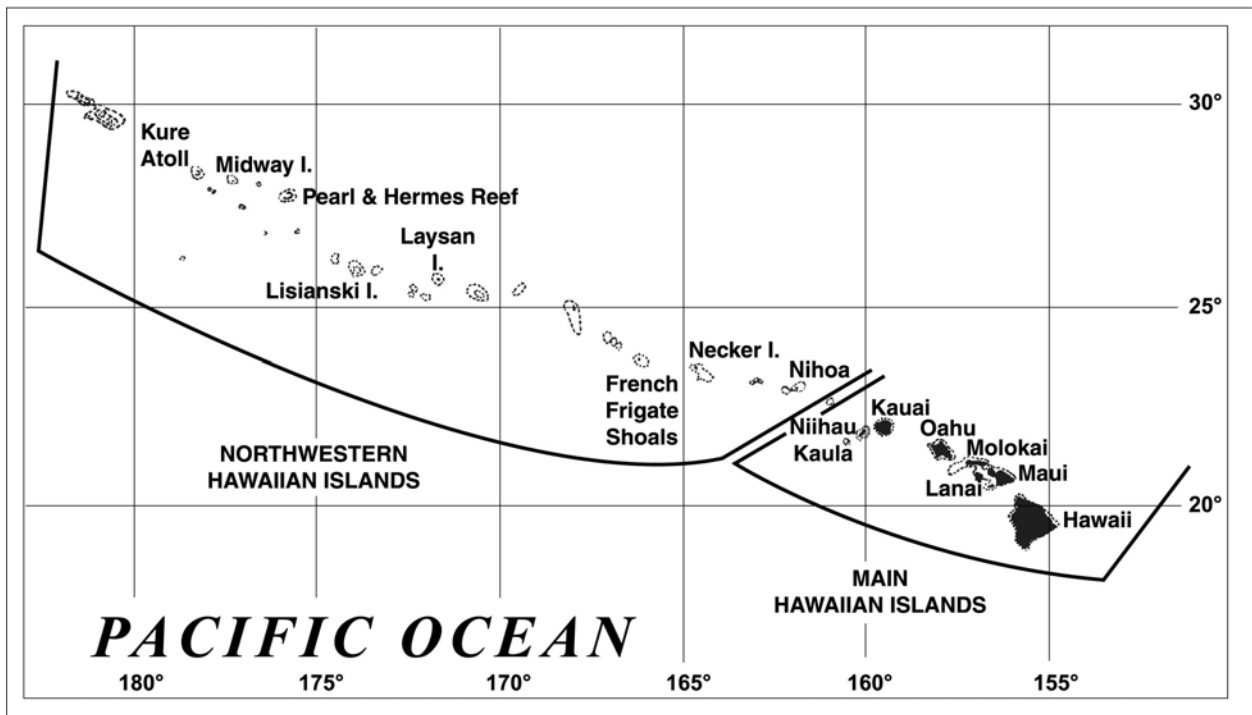 30°
Kure
Atoll
Midway I.
Pearl & Hermes Reef
Laysan
I.
Lisianski I.
25°
Necker I.
Nihoa
French
Frigate
Shoals
Niihau
Kaula
Kauai
Oahu
Molokai
Maui
Lanai
Hawaii
20°
NORTHWESTERN
HAWAIIAN ISLANDS
MAIN
HAWAIIAN ISLANDS
PACIFIC OCEAN
180°
175°
170°
165°
160°
155°